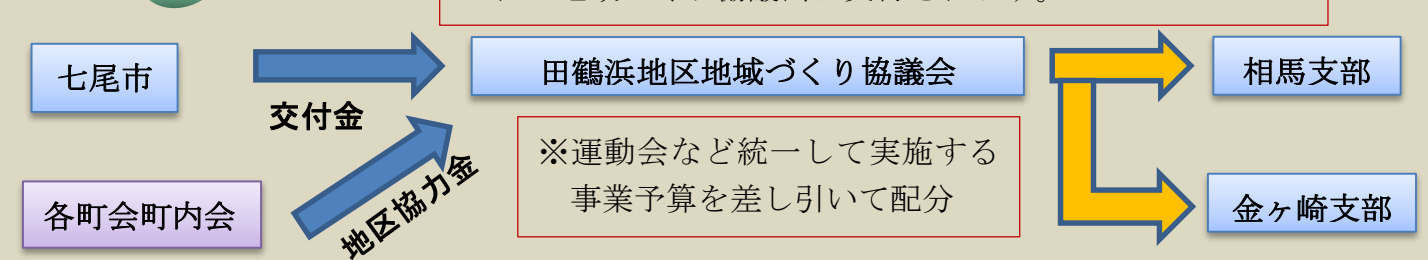 七尾市
交付金
田鶴浜地区地域づくり協議会
相馬支部
※運動会など統一して実施する
事業予算を差し引いて配分
各町会町内会
地区協力金
金ヶ崎支部